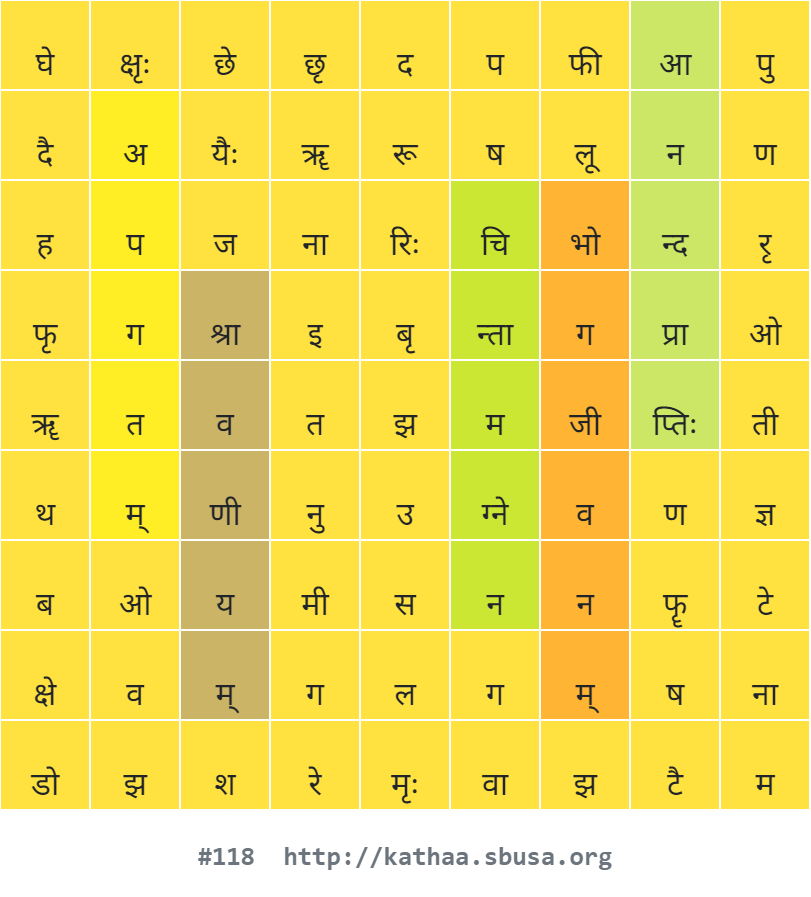 घे क्षृः छे छृ द प फी आ पु
दै अ यैः ॠ रू ष लू न ण
ह प ज ना रिः चि भो न्द रृ
फृ ग श्रा इ बृ न्ता ग प्रा ओ
ॠ त व त झ म जी प्तिः ती
थ म् णी नु उ ग्ने व ण ज्ञ
ब ओ य मी स न न फॄ टे
क्षे व म् ग ल ग म् ष ना
डो झ श रे मृः वा झ टै म
#118 http://kathaa.sbusa.org